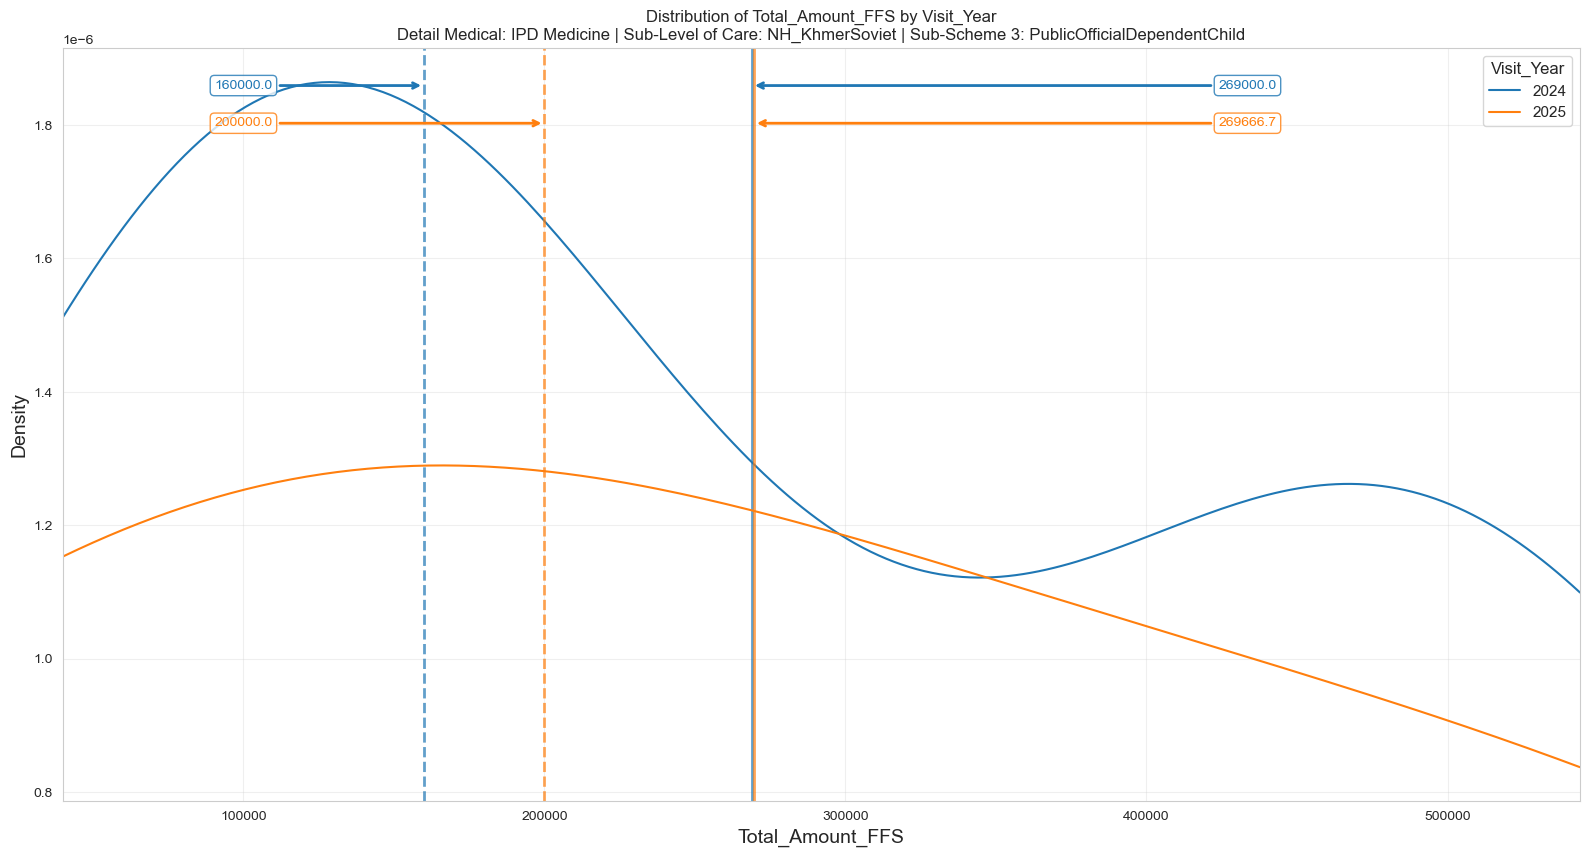 Distribution of Total_Amount_FFS by Visit_Year
Detail Medical: IPD Medicine | Sub-Level of Care: NH_KhmerSoviet | Sub-Scheme 3: PublicOfficialDependentChild
1e−6
160000.0
269000.0
200000.0
269666.7
Visit_Year
2024
2025
1.8
1.6
1.4
1.2
1.0
0.8
Density
100000
200000
300000
400000
500000
Total_Amount_FFS